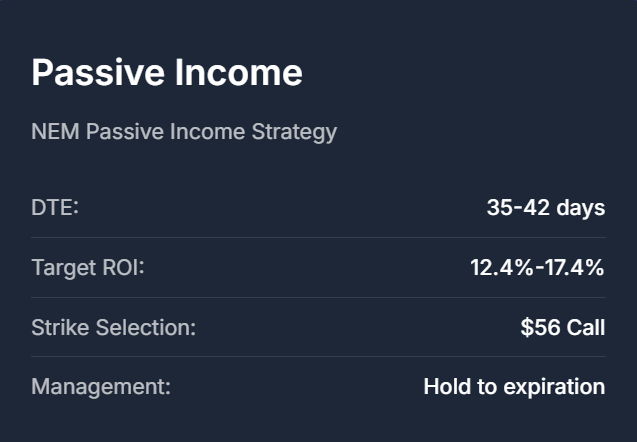 Passive Income
NEM Passive Income Strategy
DTE: 35-42 days
Target ROI: 12.4%-17.4%
Strike Selection: $56 Call
Management: Hold to expiration